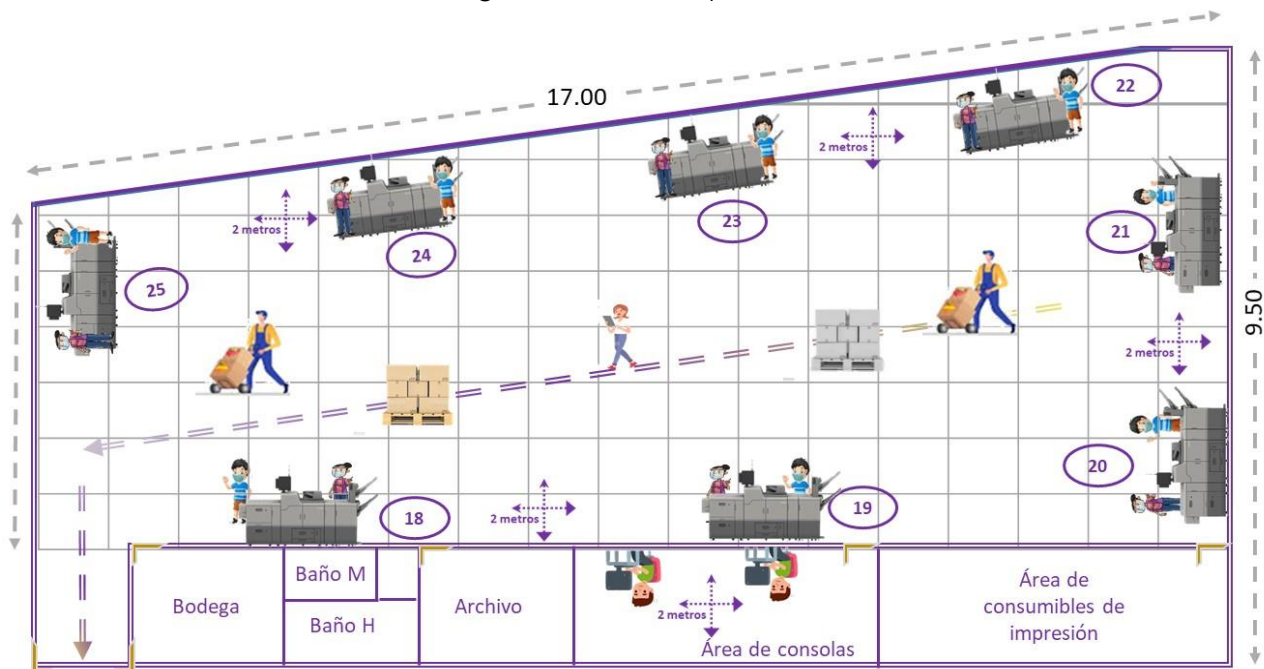 17.00
22
2 metros
23
21
2 metros
24
25
9.50
2 metros
20
18
2 metros
19
Baño M
Bodega
Baño H
Archivo
2 metros
Área de consolas
Área de
consumibles de
impresión